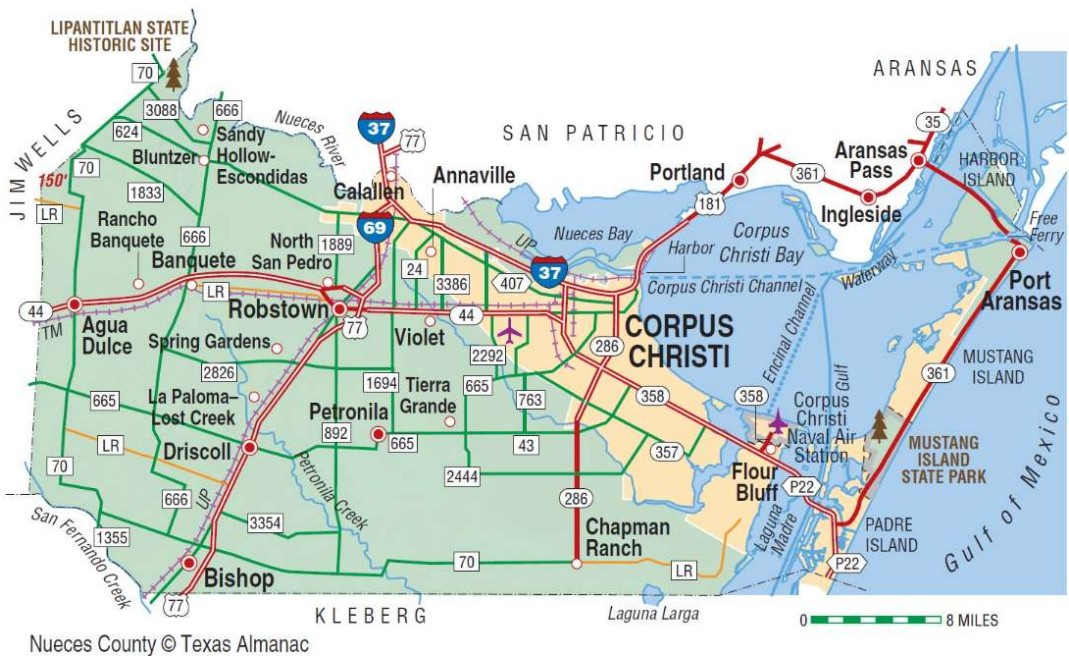 LIPANTITLAN STATE
HISTORIC SITE
ARANSAS
70
3088
666
37
77
SAN PATRICIO
35
624
Sandy
Hollow-
Escondidas
Nueces River
Bluntzer
Aransas
Pass
HARBOR
ISLAND
JIM WELLS
70
150'
Calallen
Annaville
Portland
361
Ingleside
LR
1833
181
Rancho
Banquete
666
North
San Pedro
1889
69
UP
Nueces Bay
Corpus
Christi Bay
Free
Ferry
Banquete
24
3386
407
37
Harbor
Corpus Christi Channel
Waterway
Port
Aransas
LR
Robstown
44
TM
Agua
Dulce
77
Violet
44
CORPUS
CHRISTI
Encinal Channel
Spring Gardens
2292
286
Gulf
MUSTANG
ISLAND
2826
1694
665
361
665
La Paloma–
Lost Creek
Petronila
Tierra
Grande
763
358
358
Corpus
Christi
Naval Air
Station
892
665
43
LR
Driscoll
357
MUSTANG
ISLAND
STATE PARK
70
2444
Flour
Bluff
P22
666
UP
Petronila Creek
286
Laguna
Madre
Gulf of Mexico
San Fernando Creek
1355
3354
Chapman
Ranch
PADRE
ISLAND
Bishop
70
LR
P22
77
KLEBERG
Laguna Larga
0
8 MILES
Nueces County © Texas Almanac